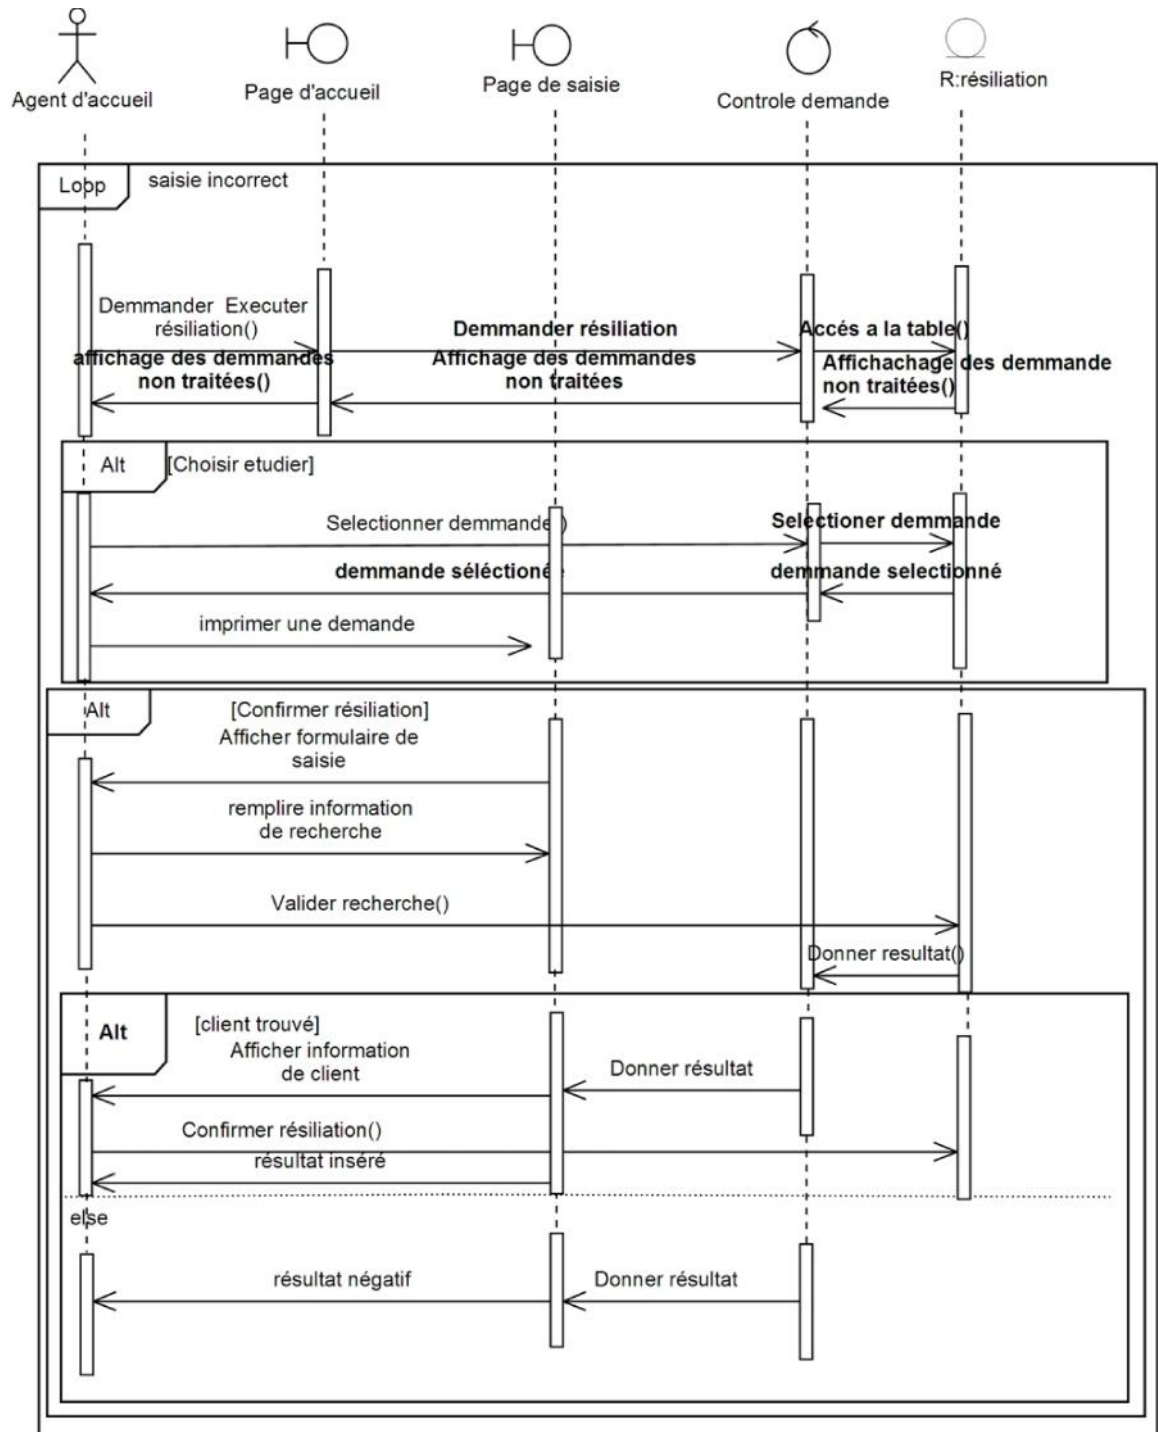 Agent d'accueil
Page d'accueil
Page de saisie
Controle demande
R:résiliation
Loop
saisie incorrect
Demmander Executer
résiliation()
Demmander résiliation
Accés a la table()
affichage des demmandes
non traitées()
Affichage des demmandes
non traitées
Affichachage des demmande
non traitées()
Alt
[Choisir etudier]
Selectionner demmande()
Selectioner demmande
demmande séléctionée
demmande selectionné
imprimer une demande
Alt
[Confirmer résiliation]
Afficher formulaire de
saisie
remplire information
de recherche
Valider recherche()
Donner resultat()
Alt
[client trouvé]
Afficher information
de client
Donner résultat
Confirmer résiliation()
résultat inséré
else
résultat négatif
Donner résultat